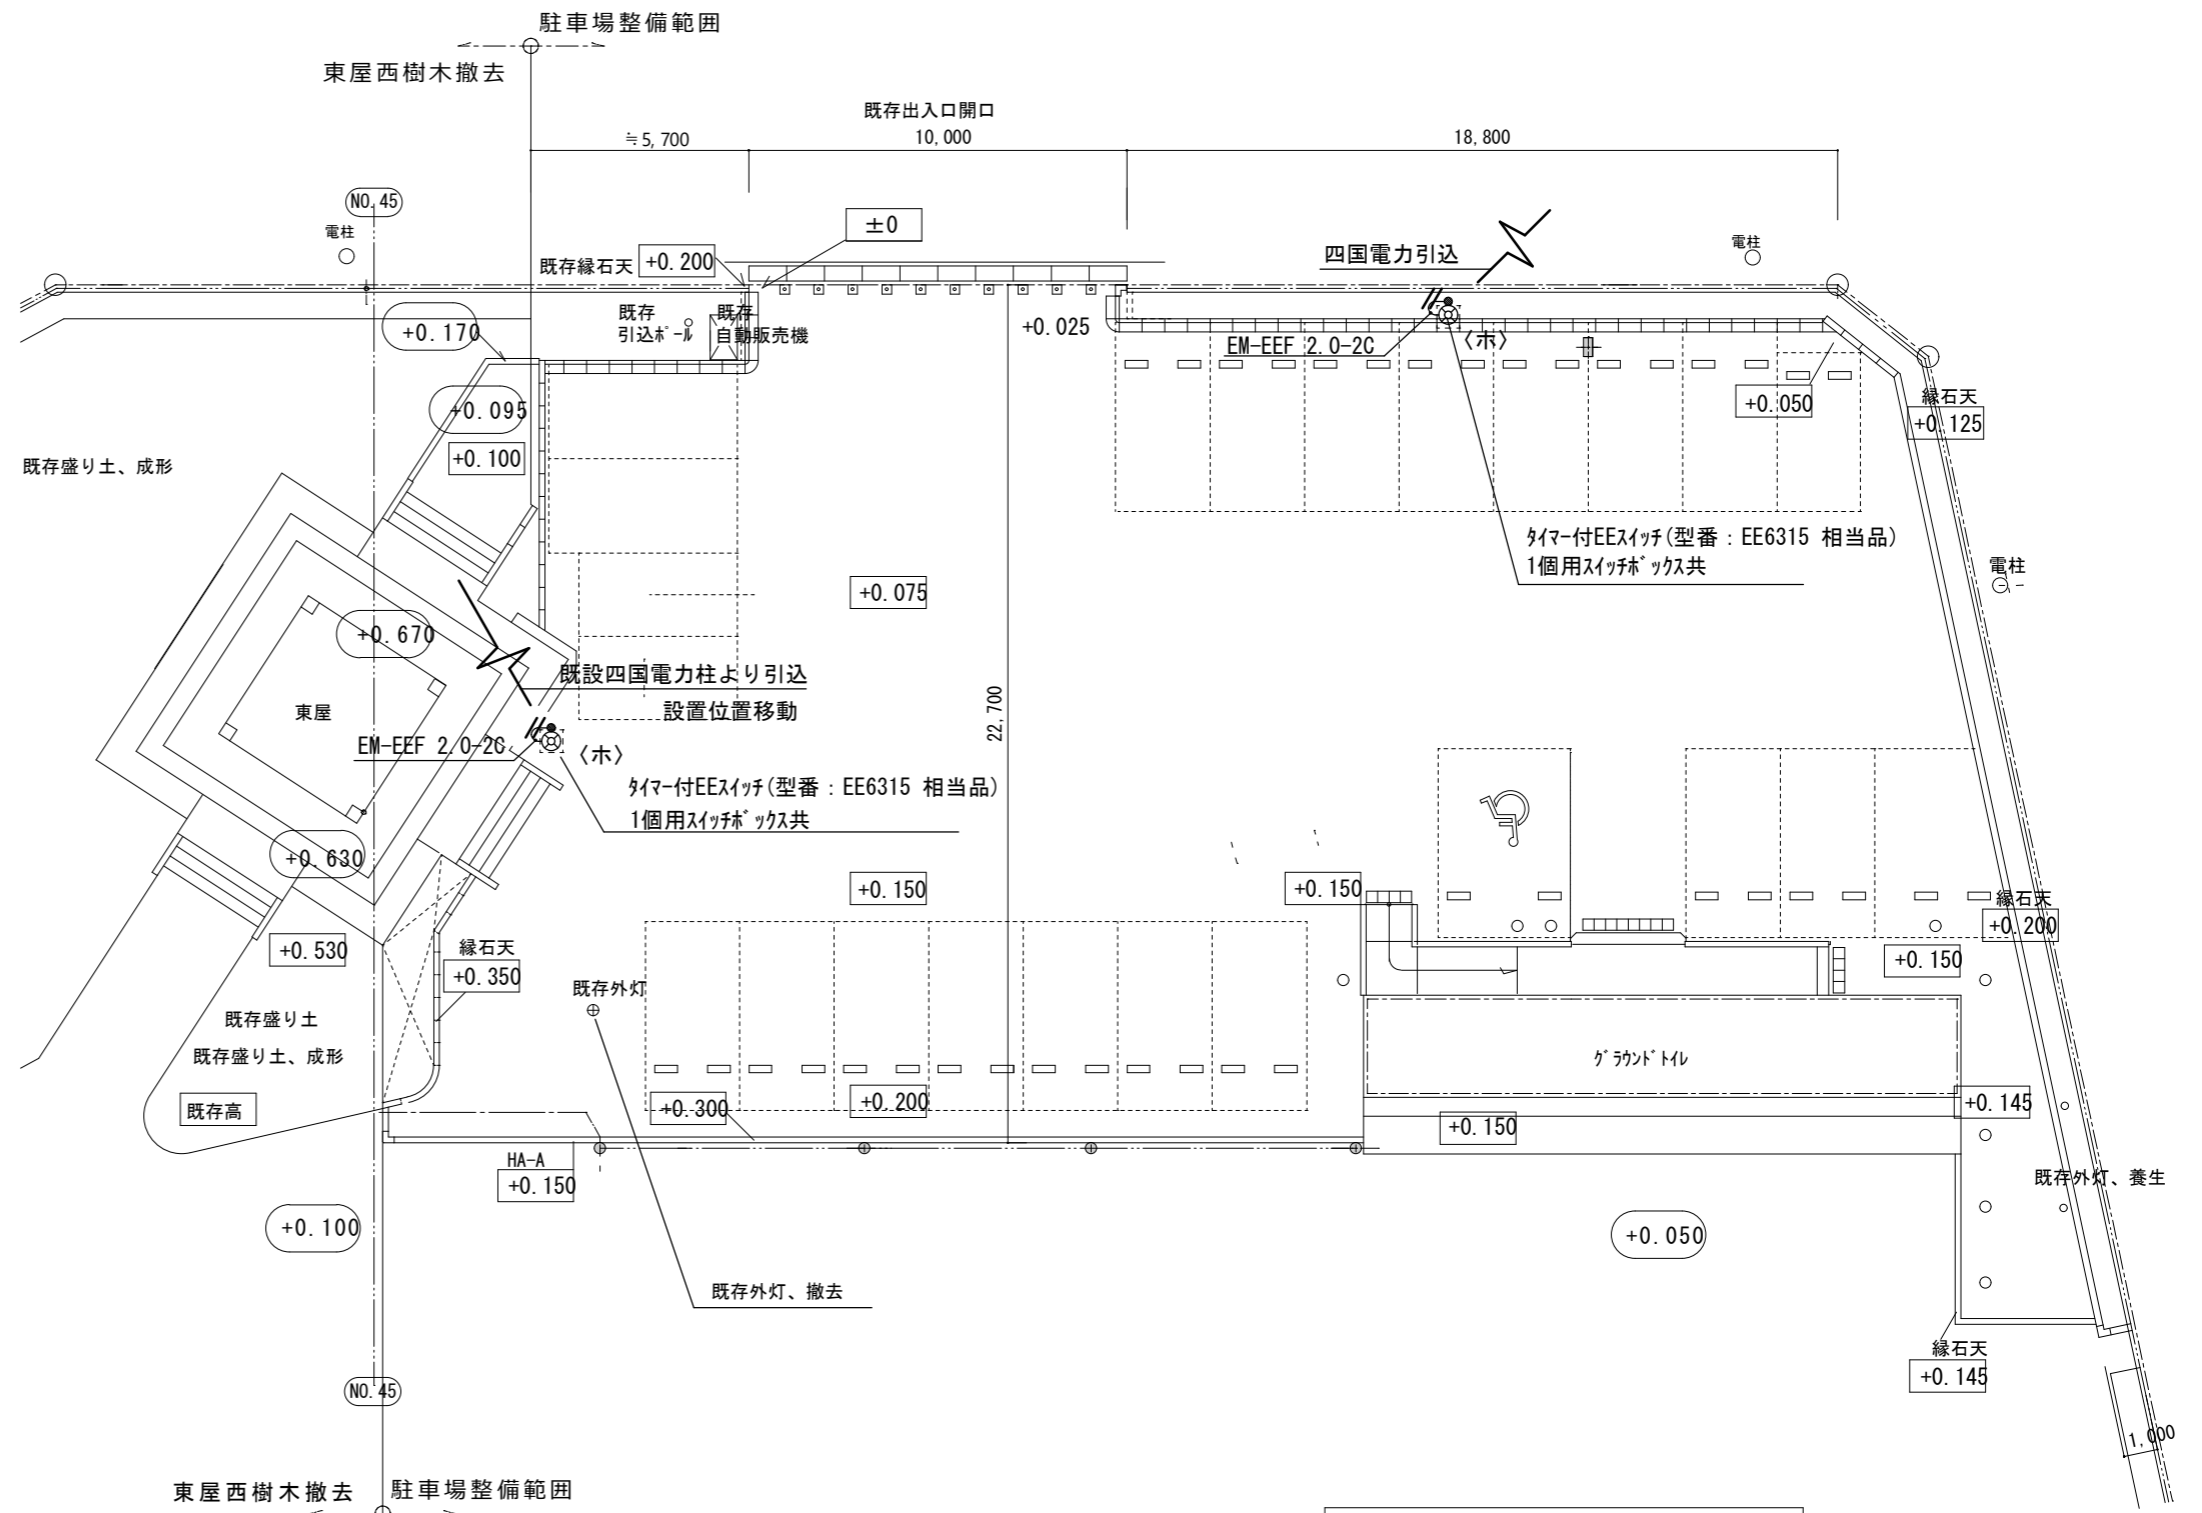 駐車場整備範囲
東屋西樹木撤去
既存出入口開口
≒5,700
10,000
18,800
NO.45
電柱
±0
既存縁石天
+0.200
四国電力引込
電柱
+0.170
既存
引込ﾎﾟｰﾙ
既存
自動販売機
+0.025
EM-EEF 2.0-2C
〈ホ〉
+0.095
+0.050
縁石天
+0.125
+0.100
既存盛り土、成形
ﾀｲﾏｰ付EEｽｲｯﾁ(型番：EE6315 相当品)
1個用ｽｲｯﾁﾎﾞｯｸｽ共
電柱
+0.075
+0.670
既設四国電力柱より引込
設置位置移動
東屋
22,700
EM-EEF 2.0-2C
〈ホ〉
ﾀｲﾏｰ付EEｽｲｯﾁ(型番：EE6315 相当品)
1個用ｽｲｯﾁﾎﾞｯｸｽ共
+0.630
+0.150
+0.150
縁石天
+0.200
+0.530
縁石天
+0.350
+0.150
既存外灯
既存盛り土
既存盛り土、成形
ｸﾞﾗｳﾝﾄﾞﾄｲﾚ
既存高
+0.300
+0.200
+0.150
+0.145
HA-A
+0.150
既存外灯、養生
+0.100
+0.050
既存外灯、撤去
縁石天
+0.145
NO.45
1,000
東屋西樹木撤去
駐車場整備範囲